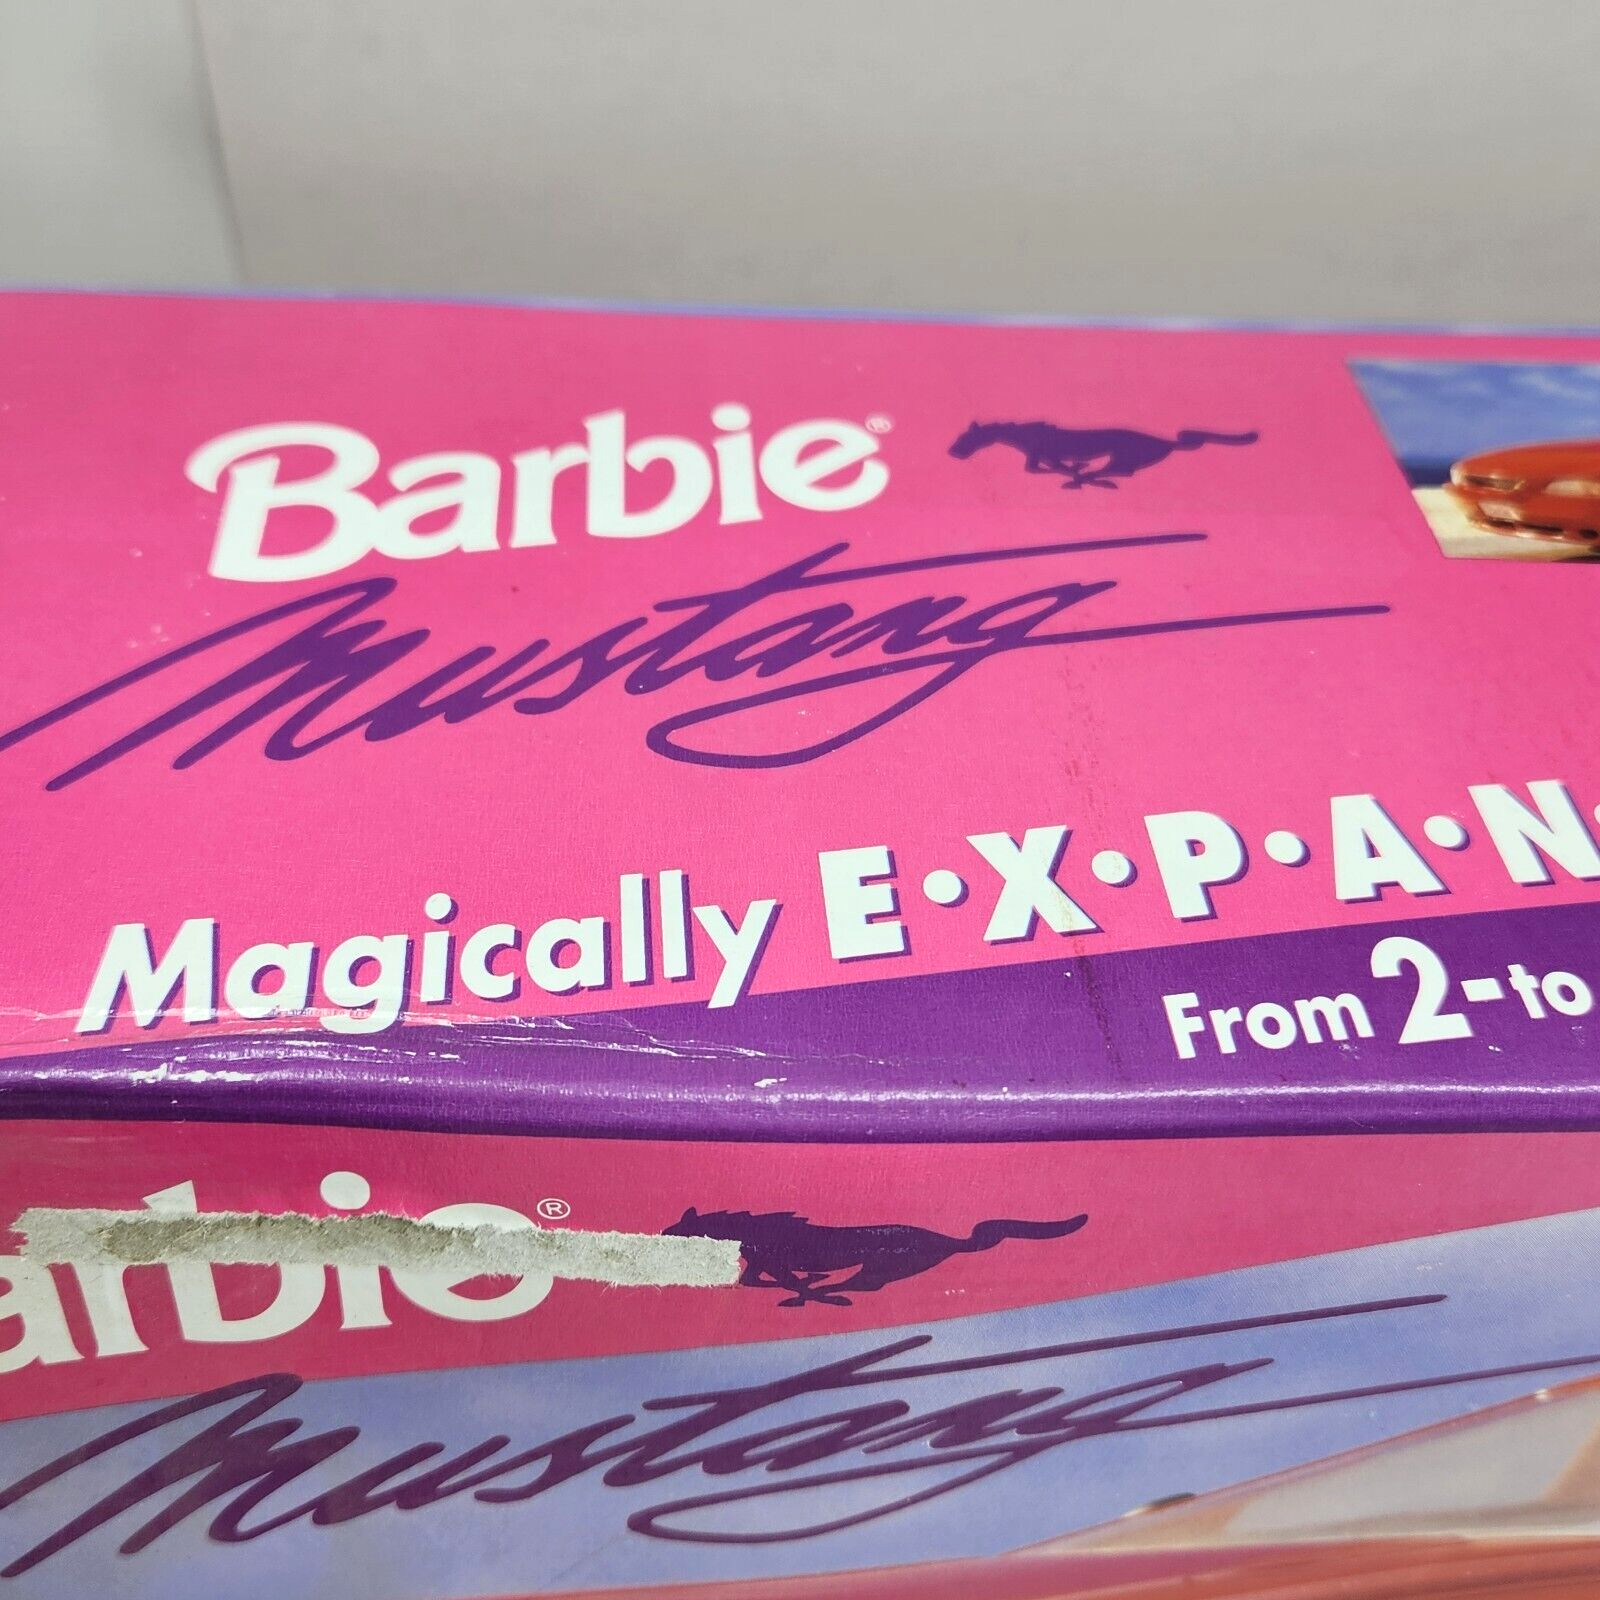 Barbie®
Mustang
Magically E·X·P·A·N·
From 2-to
arbie®
Mustang